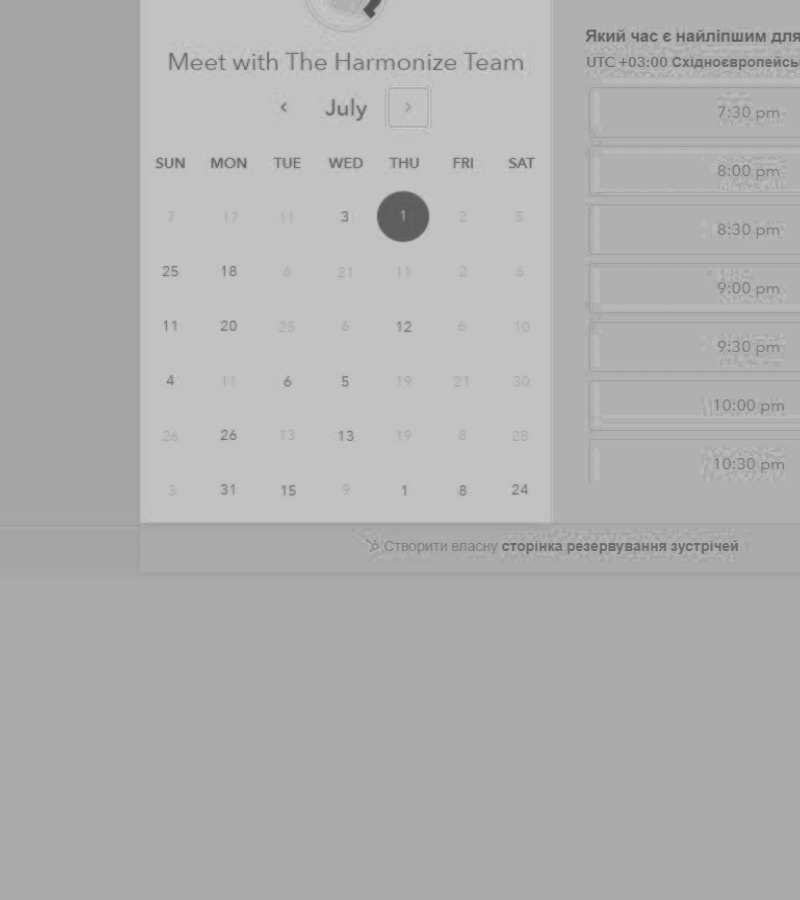 Meet with The Harmonize Team
‹ July ›
SUN MON TUE WED THU FRI SAT
7 17 11 3 1 2 5
25 18 6 21 11 2 6
11 20 25 6 12 6 10
4 11 6 5 19 21 30
26 26 13 13 19 8 28
3 31 15 9 1 8 24
Який час є найліпшим для
UTC +03:00 Східноєвропейсь
7:30 pm
8:00 pm
8:30 pm
9:00 pm
9:30 pm
10:00 pm
10:30 pm
Створити власну сторінка резервування зустрічей